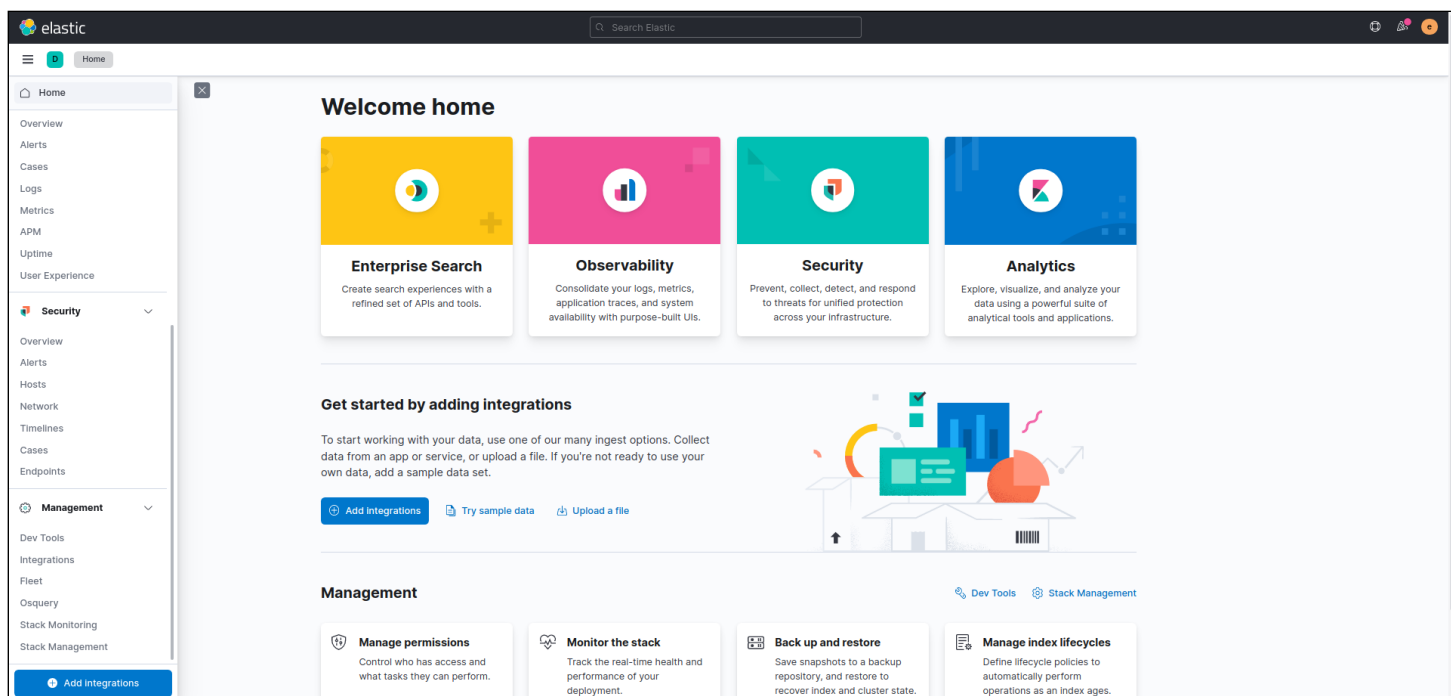 elastic
Search Elastic
e
D
Home
Home
Overview
Alerts
Cases
Logs
Metrics
APM
Uptime
User Experience
Security
Overview
Alerts
Hosts
Network
Timelines
Cases
Endpoints
Management
Dev Tools
Integrations
Fleet
Osquery
Stack Monitoring
Stack Management
Add integrations
Welcome home
Enterprise Search
Create search experiences with a
refined set of APIs and tools.
Observability
Consolidate your logs, metrics,
application traces, and system
availability with purpose-built UIs.
Security
Prevent, collect, detect, and respond
to threats for unified protection
across your infrastructure.
Analytics
Explore, visualize, and analyze your
data using a powerful suite of
analytical tools and applications.
Get started by adding integrations
To start working with your data, use one of our many ingest options. Collect
data from an app or service, or upload a file. If you're not ready to use your
own data, add a sample data set.
Add integrations
Try sample data
Upload a file
Management
Dev Tools
Stack Management
Manage permissions
Control who has access and
what tasks they can perform.
Monitor the stack
Track the real-time health and
performance of your
deployment.
Back up and restore
Save snapshots to a backup
repository, and restore to
recover index and cluster state.
Manage index lifecycles
Define lifecycle policies to
automatically perform
operations as an index ages.